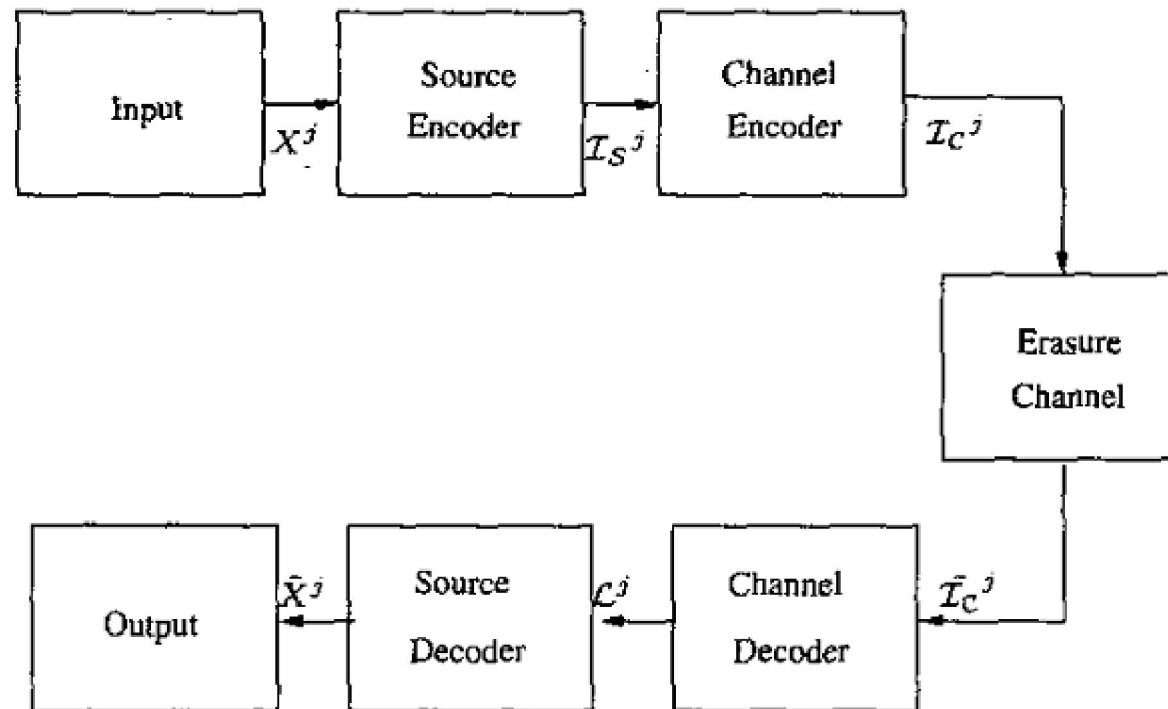 Input
X^j
Source
Encoder
I_S^j
Channel
Encoder
I_C^j
Erasure
Channel
Ĩ_C^j
Channel
Decoder
L^j
Source
Decoder
X̂^j
Output